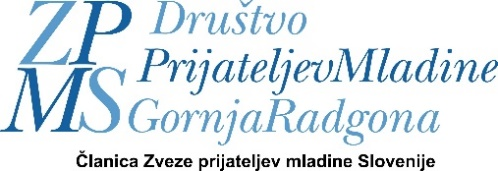 ZP Društvo
PrijateljevMladine
MS GornjaRadgona
Članica Zveze prijateljev mladine Slovenije